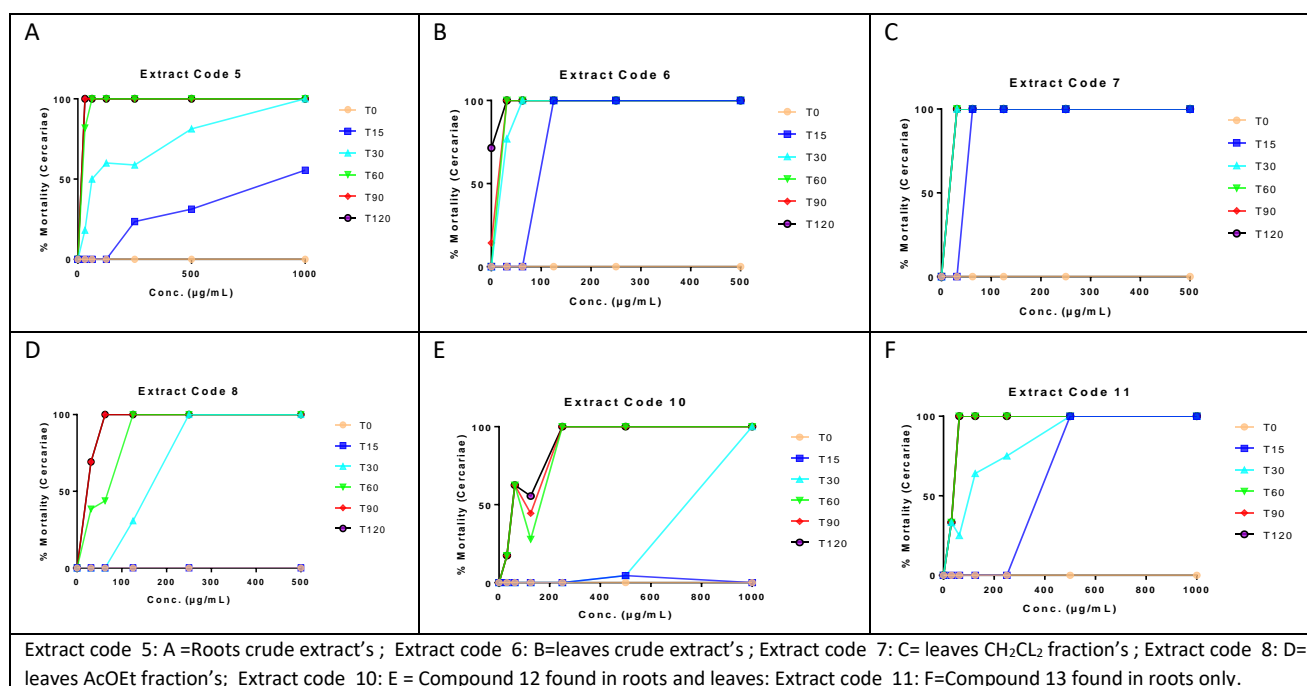 A
Extract Code 5
% Mortality (Cercariae)
100
50
0
0
500
1000
Conc. (µg/mL)
T0
T15
T30
T60
T90
T120
B
Extract Code 6
% Mortality (Cercariae)
100
50
0
0
100
200
300
400
500
Conc. (µg/mL)
T0
T15
T30
T60
T90
T120
C
Extract Code 7
% Mortality (Cercariae)
100
50
0
0
100
200
300
400
500
Conc. (µg/mL)
T0
T15
T30
T60
T90
T120
D
Extract Code 8
% Mortality (Cercariae)
100
50
0
0
100
200
300
400
500
Conc. (µg/mL)
T0
T15
T30
T60
T90
T120
E
Extract Code 10
% Mortality (Cercariae)
100
50
0
0
200
400
600
800
1000
Conc. (µg/mL)
T0
T15
T30
T60
T90
T120
F
Extract Code 11
% Mortality (Cercariae)
100
50
0
0
200
400
600
800
1000
Conc. (µg/mL)
T0
T15
T30
T60
T90
T120
Extract code 5: A =Roots crude extract's ; Extract code 6: B=leaves crude extract's ; Extract code 7: C= leaves CH₂CL₂ fraction's ; Extract code 8: D=
leaves AcOEt fraction's; Extract code 10: E = Compound 12 found in roots and leaves: Extract code 11: F=Compound 13 found in roots only.